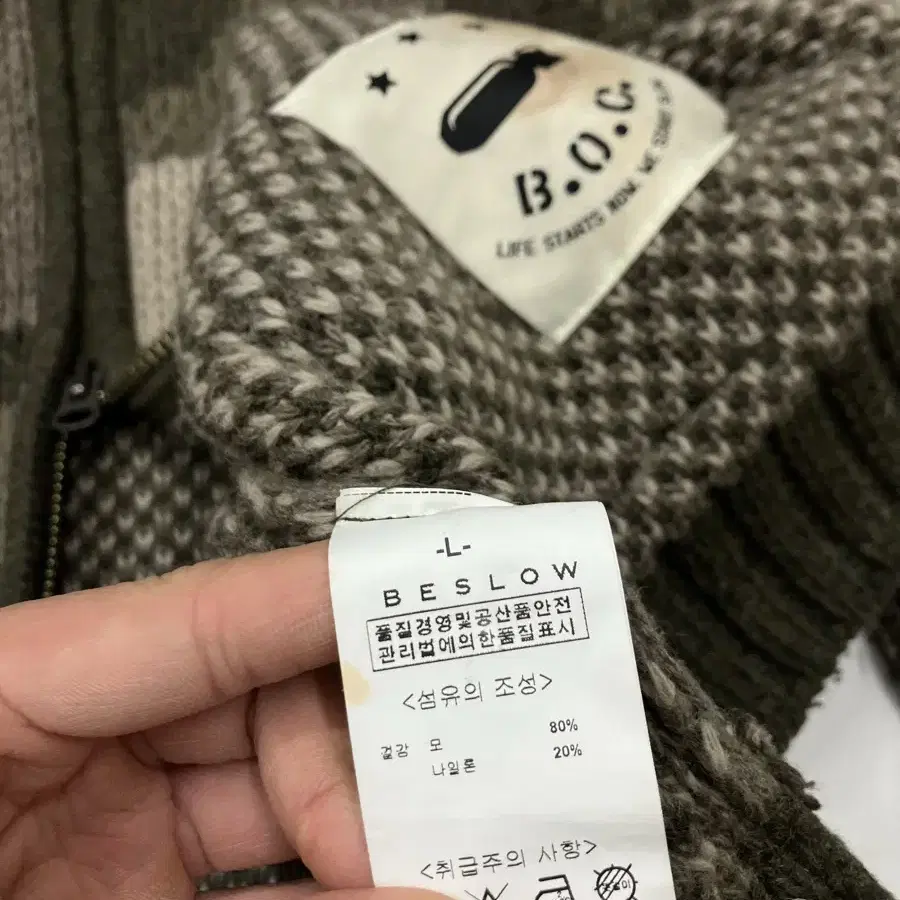 B.O.C
LIFE STARTS NOW. WE
-L-
BESLOW
품질경영및공산품안전
관리법에의한품질표시
<섬유의 조성>
겉감 모 80%
나일론 20%
<취급주의 사항>